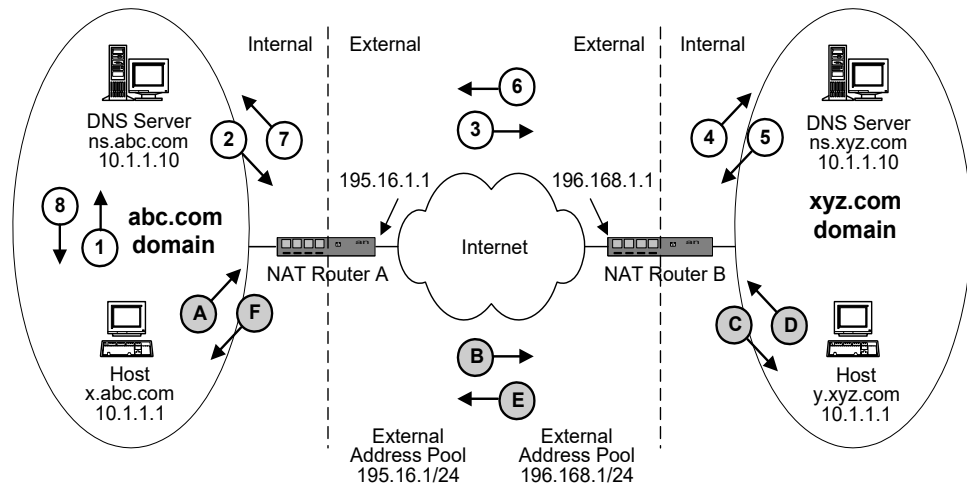 Internal
External
External
Internal
6
3
DNS Server
ns.abc.com
10.1.1.10
2
7
4
5
DNS Server
ns.xyz.com
10.1.1.10
195.16.1.1
196.168.1.1
8
1
abc.com
domain
xyz.com
domain
Internet
NAT Router A
NAT Router B
A
F
B
E
C
D
Host
x.abc.com
10.1.1.1
Host
y.xyz.com
10.1.1.1
External
Address Pool
195.16.1/24
External
Address Pool
196.168.1/24